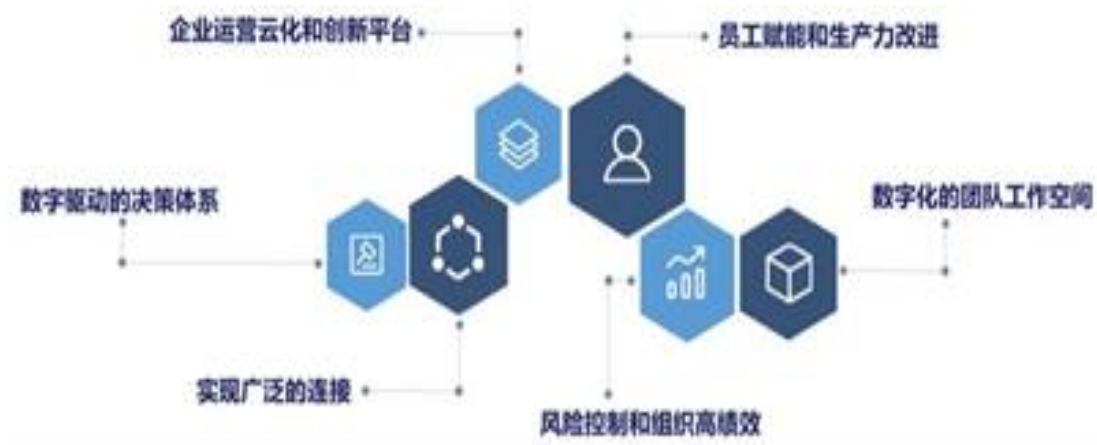 企业运营云化和创新平台
员工赋能和生产力改进
数字驱动的决策体系
数字化的团队工作空间
实现广泛的连接
风险控制和组织高绩效